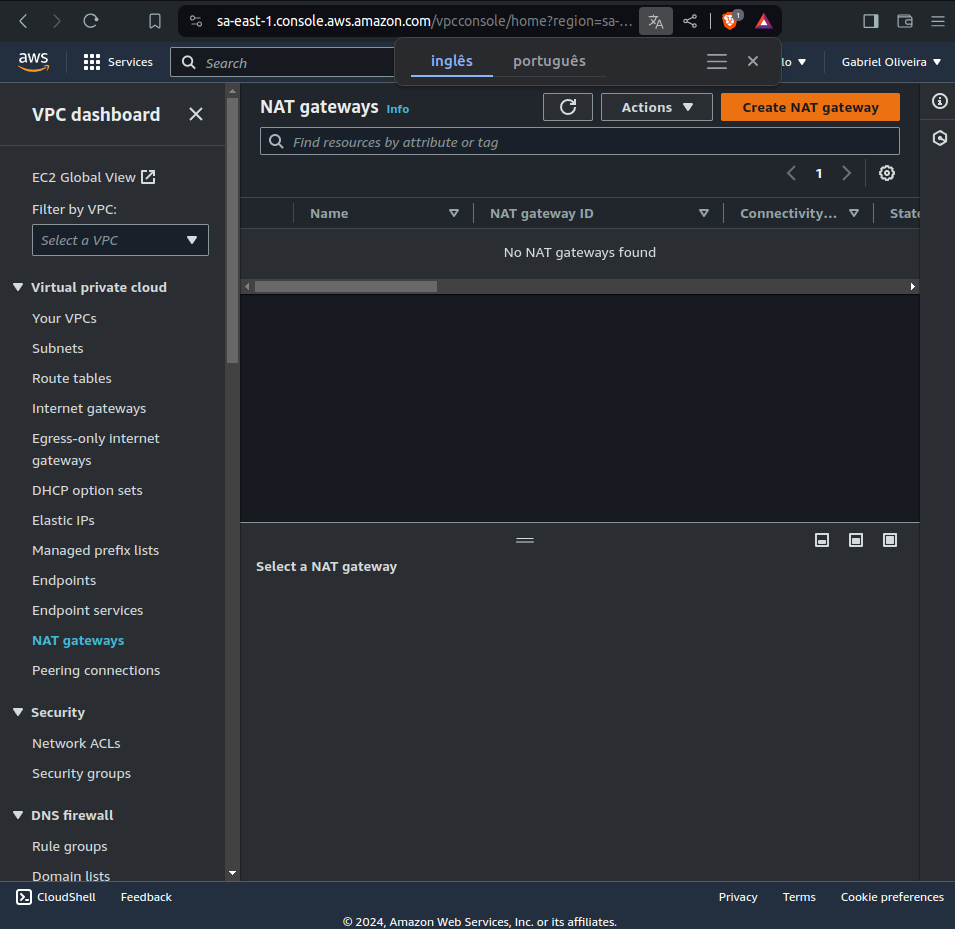 sa-east-1.console.aws.amazon.com/vpcconsole/home?region=sa-...
1
inglês português
aws Services Search lo Gabriel Oliveira
VPC dashboard
EC2 Global View
Filter by VPC:
Select a VPC
Virtual private cloud
Your VPCs
Subnets
Route tables
Internet gateways
Egress-only internet
gateways
DHCP option sets
Elastic IPs
Managed prefix lists
Endpoints
Endpoint services
NAT gateways
Peering connections
Security
Network ACLs
Security groups
DNS firewall
Rule groups
Domain lists
NAT gateways Info Actions Create NAT gateway
Find resources by attribute or tag
1
Name NAT gateway ID Connectivity... State
No NAT gateways found
Select a NAT gateway
CloudShell Feedback Privacy Terms Cookie preferences
© 2024, Amazon Web Services, Inc. or its affiliates.